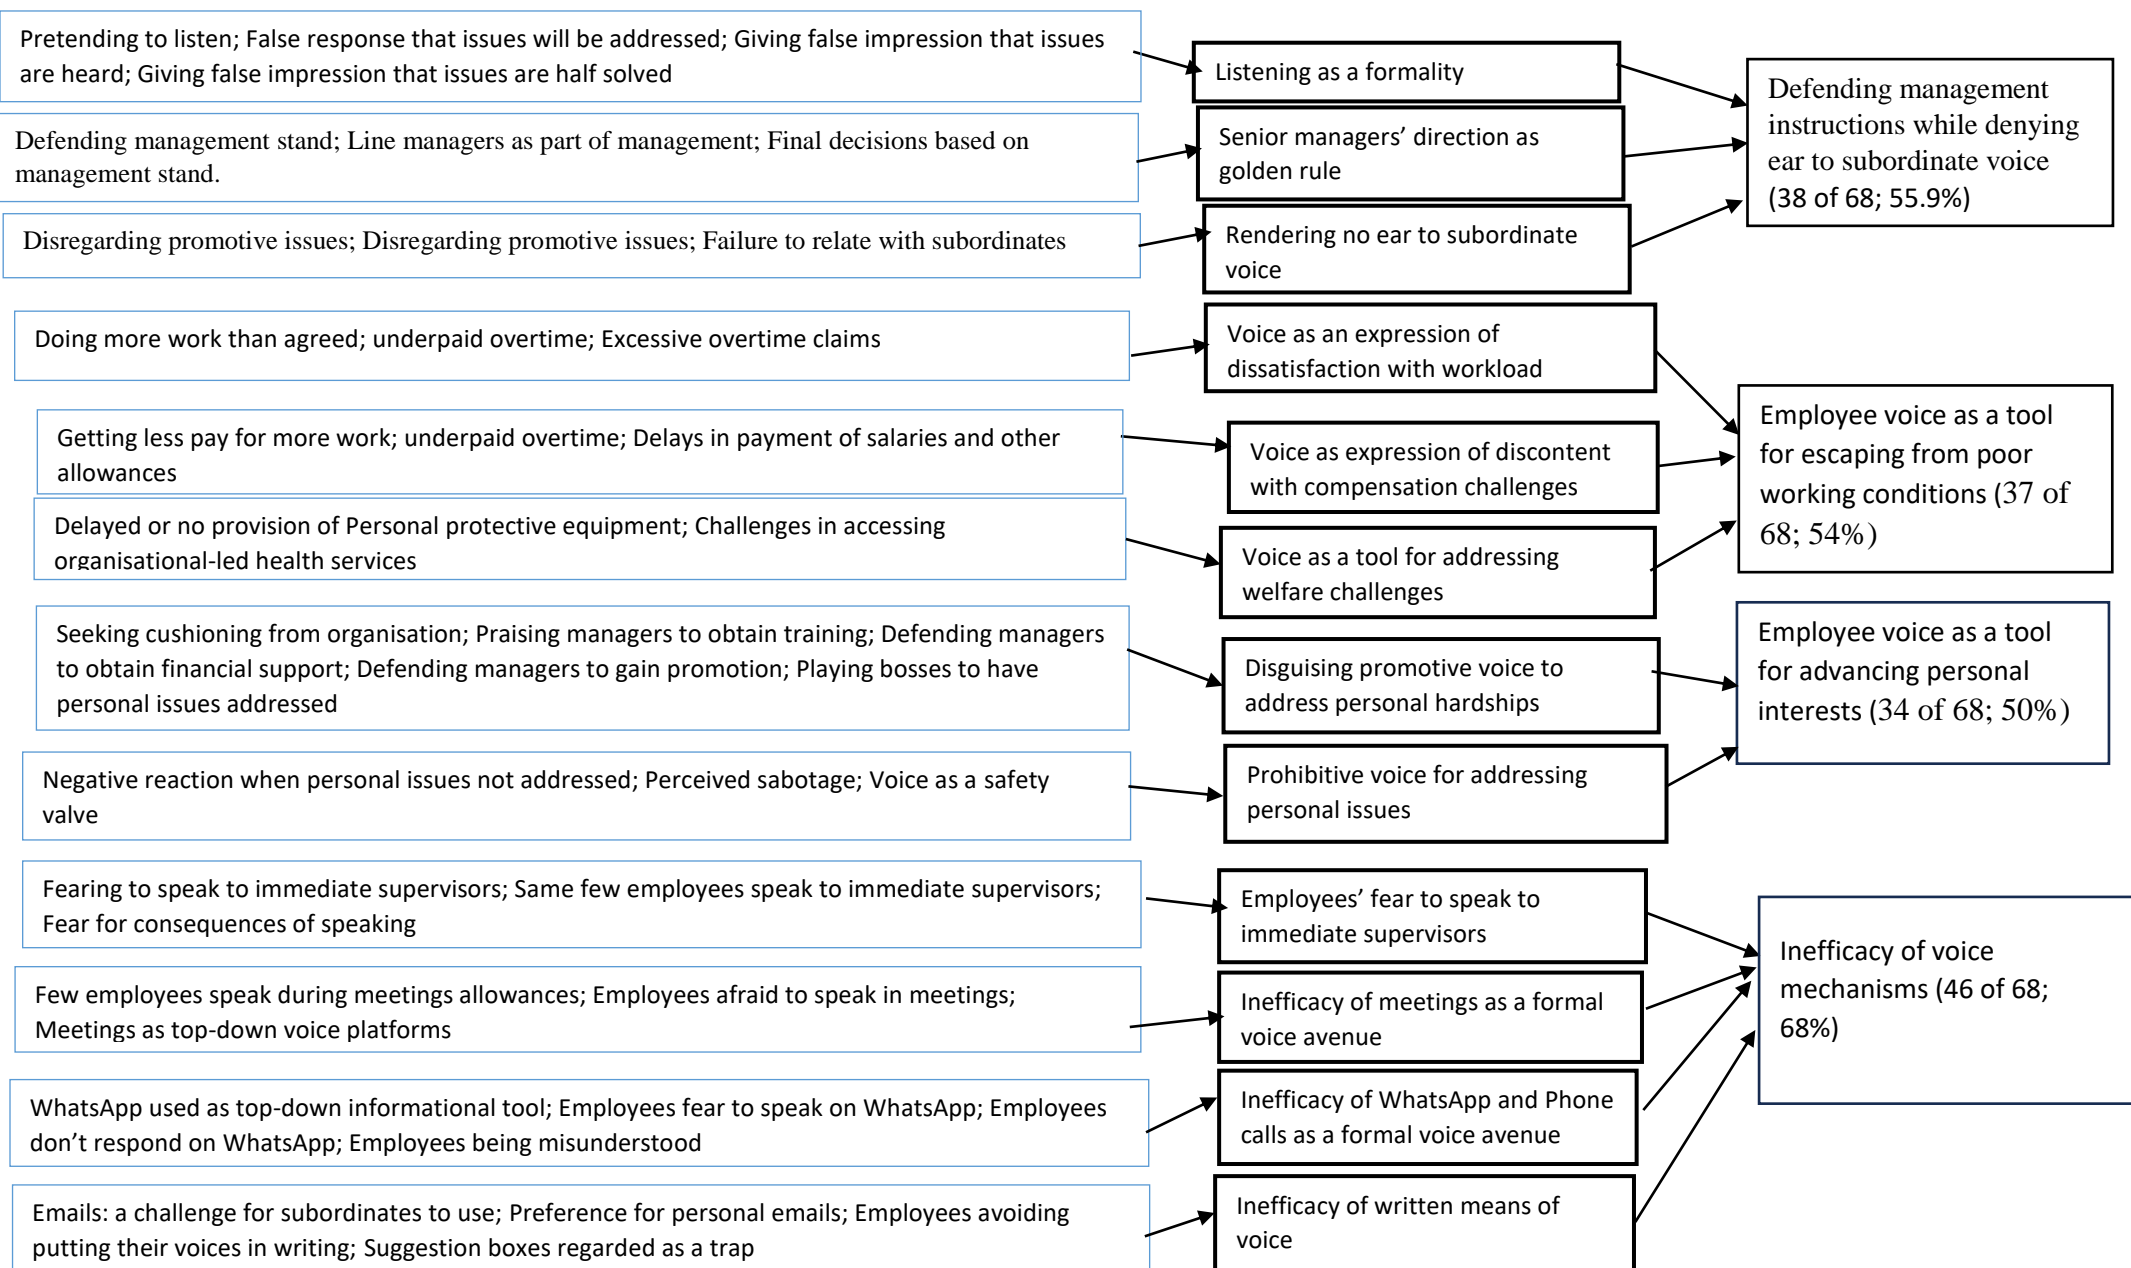 Pretending to listen; False response that issues will be addressed; Giving false impression that issues
are heard; Giving false impression that issues are half solved
Listening as a formality
Defending management
instructions while denying
ear to subordinate voice
(38 of 68; 55.9%)
Defending management stand; Line managers as part of management; Final decisions based on
management stand.
Senior managers’ direction as
golden rule
Disregarding promotive issues; Disregarding promotive issues; Failure to relate with subordinates
Rendering no ear to subordinate
voice
Doing more work than agreed; underpaid overtime; Excessive overtime claims
Voice as an expression of
dissatisfaction with workload
Employee voice as a tool
for escaping from poor
working conditions (37 of
68; 54%)
Getting less pay for more work; underpaid overtime; Delays in payment of salaries and other
allowances
Voice as expression of discontent
with compensation challenges
Delayed or no provision of Personal protective equipment; Challenges in accessing
organisational-led health services
Voice as a tool for addressing
welfare challenges
Seeking cushioning from organisation; Praising managers to obtain training; Defending managers
to obtain financial support; Defending managers to gain promotion; Playing bosses to have
personal issues addressed
Disguising promotive voice to
address personal hardships
Employee voice as a tool
for advancing personal
interests (34 of 68; 50%)
Negative reaction when personal issues not addressed; Perceived sabotage; Voice as a safety
valve
Prohibitive voice for addressing
personal issues
Fearing to speak to immediate supervisors; Same few employees speak to immediate supervisors;
Fear for consequences of speaking
Employees’ fear to speak to
immediate supervisors
Inefficacy of voice
mechanisms (46 of 68;
68%)
Few employees speak during meetings allowances; Employees afraid to speak in meetings;
Meetings as top-down voice platforms
Inefficacy of meetings as a formal
voice avenue
WhatsApp used as top-down informational tool; Employees fear to speak on WhatsApp; Employees
don’t respond on WhatsApp; Employees being misunderstood
Inefficacy of WhatsApp and Phone
calls as a formal voice avenue
Emails: a challenge for subordinates to use; Preference for personal emails; Employees avoiding
putting their voices in writing; Suggestion boxes regarded as a trap
Inefficacy of written means of
voice